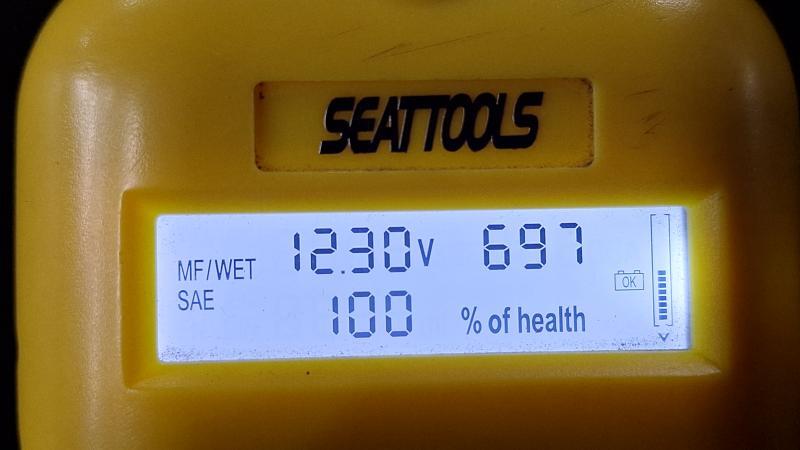 SEATTOOLS
MF/WET 12.30V 697
SAE 100 % of health
OK